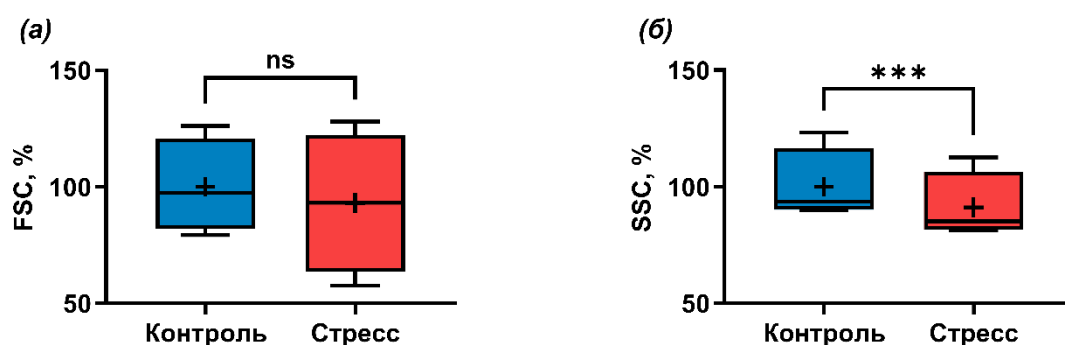 (а)
ns
150
100
50
FSC, %
Контроль
Стресс
(б)
***
150
100
50
SSC, %
Контроль
Стресс